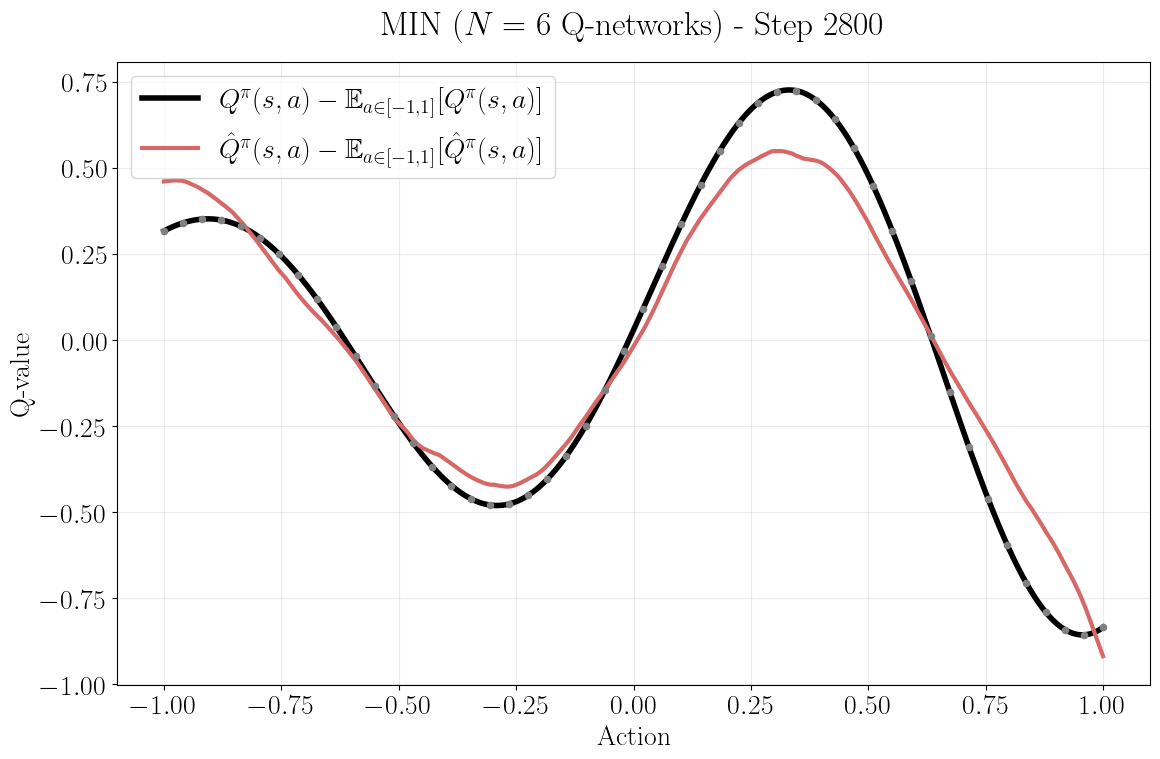 MIN (N = 6 Q-networks) - Step 2800
Q^π(s, a) − 𝔼_{a∈[−1,1]}[Q^π(s, a)]
Q̂^π(s, a) − 𝔼_{a∈[−1,1]}[Q̂^π(s, a)]
Q-value
0.75
0.50
0.25
0.00
−0.25
−0.50
−0.75
−1.00
−1.00 −0.75 −0.50 −0.25 0.00 0.25 0.50 0.75 1.00
Action